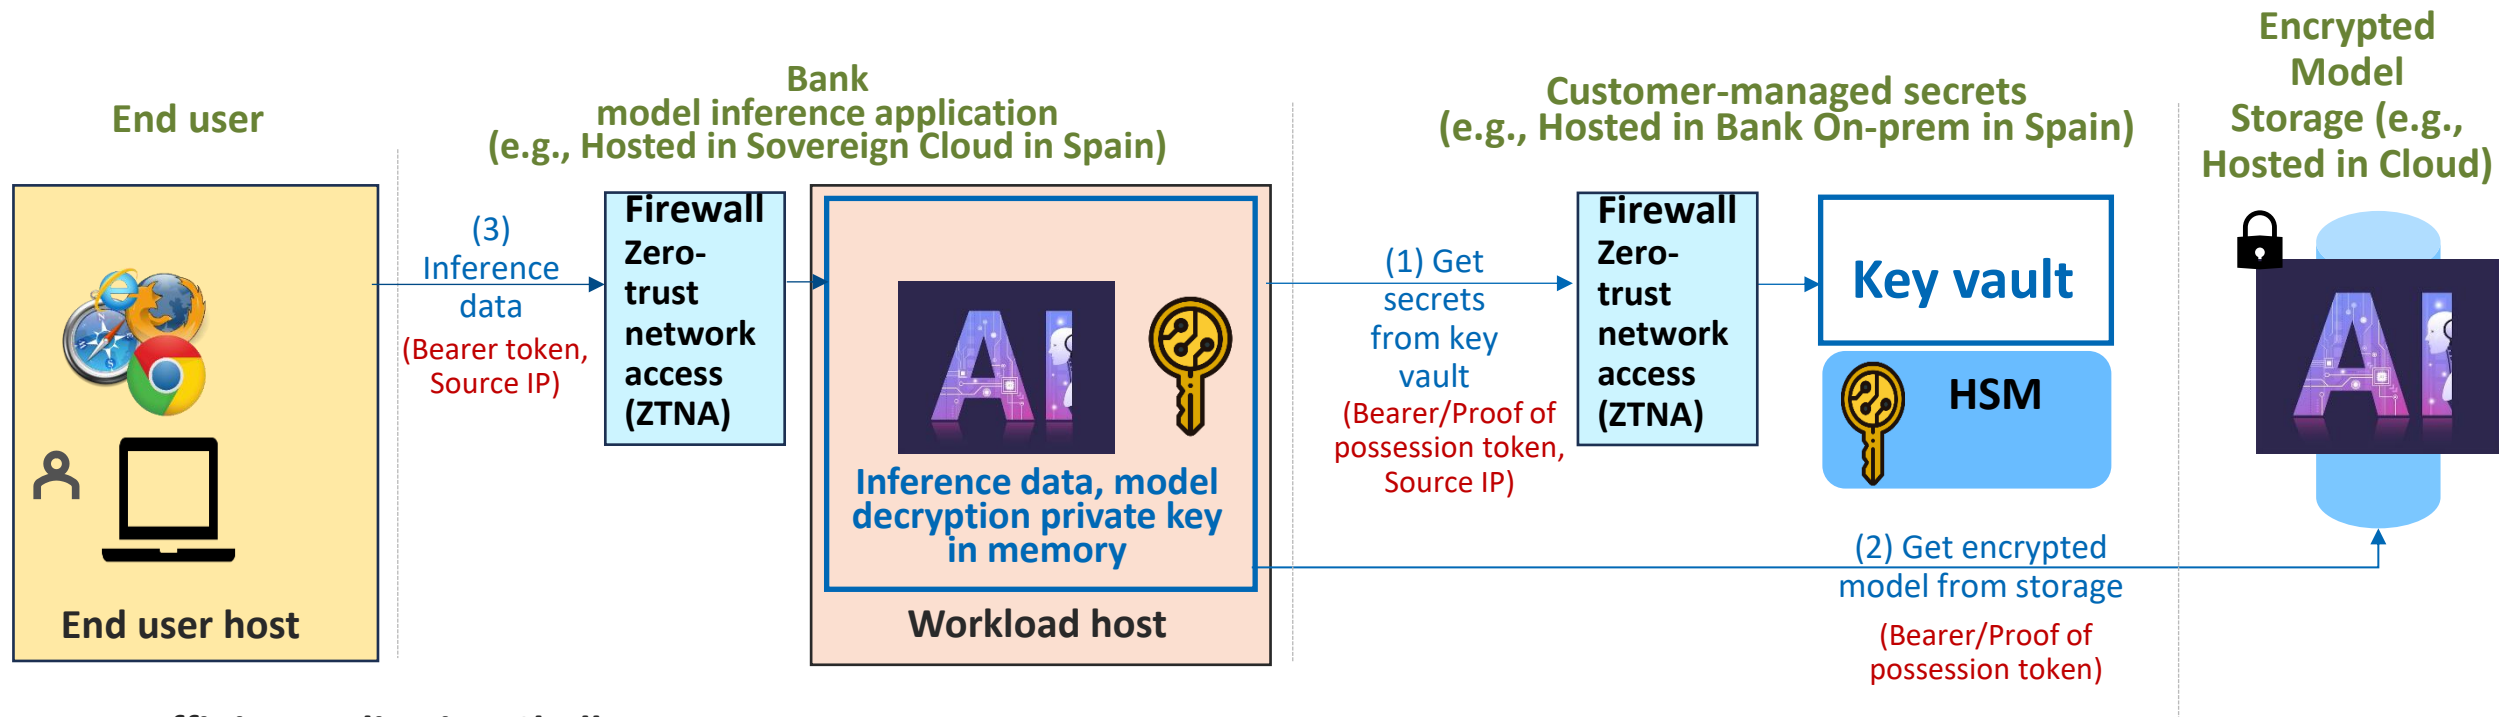 End user
Bank
model inference application
(e.g., Hosted in Sovereign Cloud in Spain)
Customer-managed secrets
(e.g., Hosted in Bank On-prem in Spain)
Encrypted
Model
Storage (e.g.,
Hosted in Cloud)
(3)
Inference
data
(Bearer token,
Source IP)
End user host
Firewall
Zero-
trust
network
access
(ZTNA)
AI
Inference data, model
decryption private key
in memory
Workload host
(1) Get
secrets
from key
vault
(Bearer/Proof of
possession token,
Source IP)
Firewall
Zero-
trust
network
access
(ZTNA)
Key vault
HSM
(2) Get encrypted
model from storage
(Bearer/Proof of
possession token)
AI